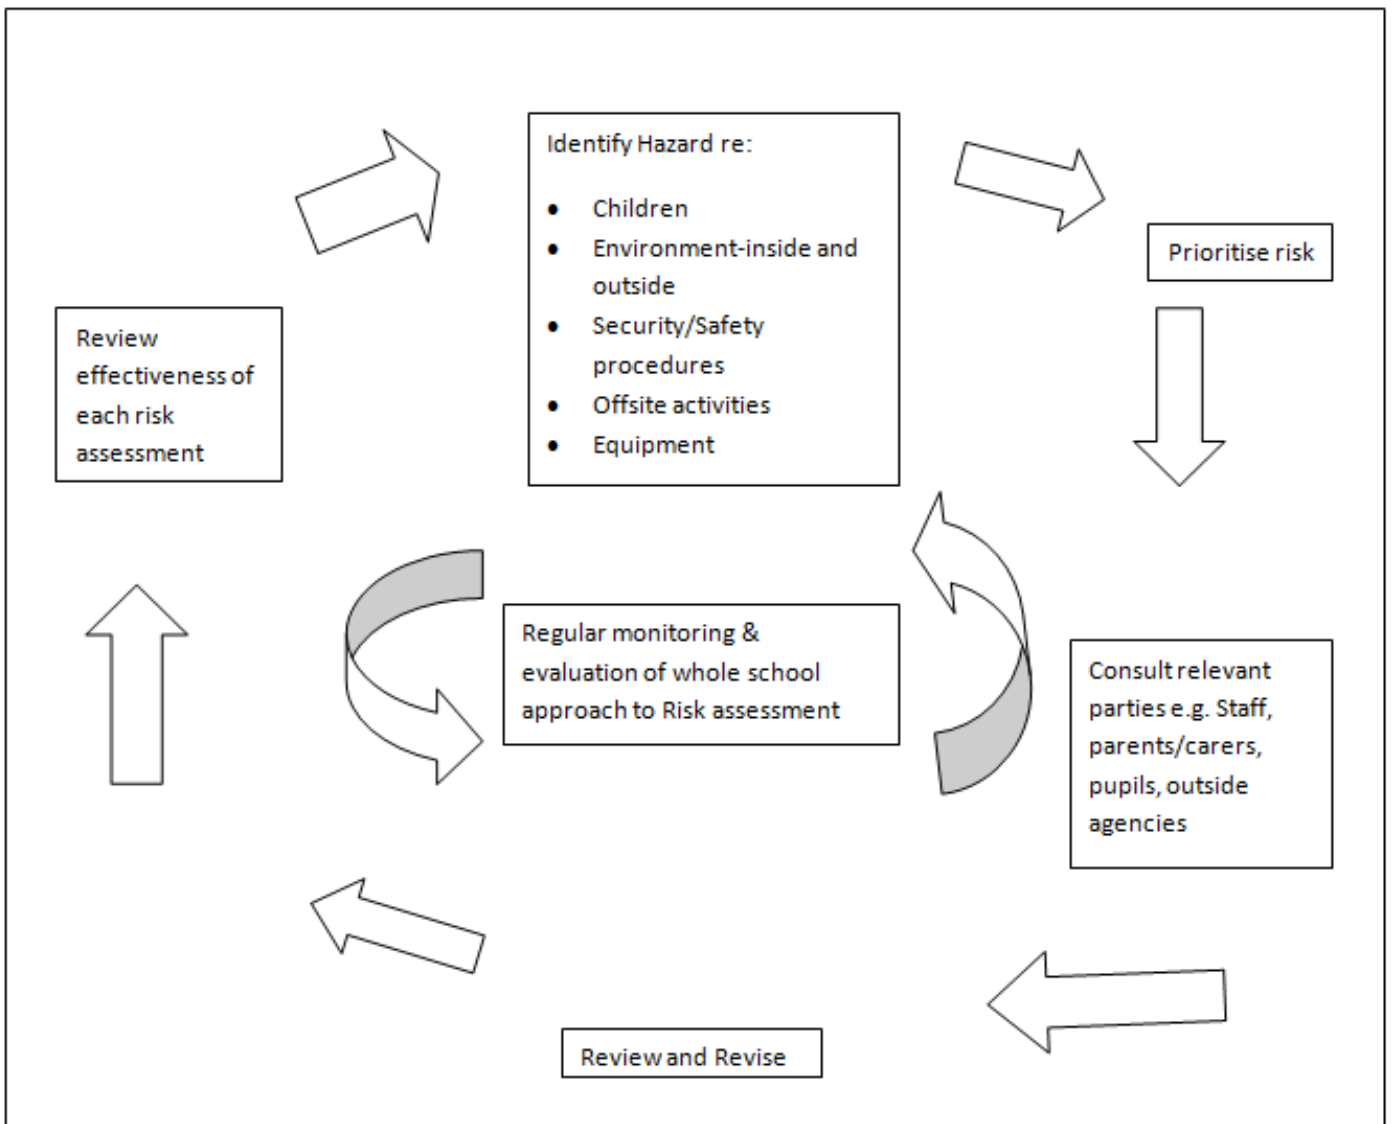 Identify Hazard re:
● Children
● Environment-inside and
outside
● Security/Safety
procedures
● Offsite activities
● Equipment
Prioritise risk
Review
effectiveness of
each risk
assessment
Regular monitoring &
evaluation of whole school
approach to Risk assessment
Consult relevant
parties e.g. Staff,
parents/carers,
pupils, outside
agencies
Review and Revise